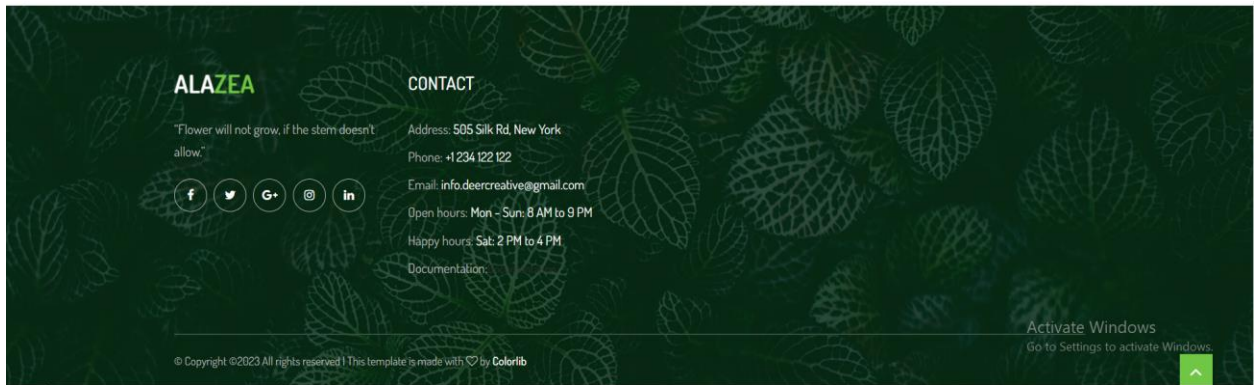 ALAZEA
"Flower will not grow, if the stem doesn't
allow."
f G+ in
CONTACT
Address: 505 Silk Rd, New York
Phone: +1 234 122 122
Email: info.deercreative@gmail.com
Open hours: Mon - Sun: 8 AM to 9 PM
Happy hours: Sat: 2 PM to 4 PM
Documentation:
© Copyright ©2023 All rights reserved | This template is made with ♡ by Colorlib
Activate Windows
Go to Settings to activate Windows.